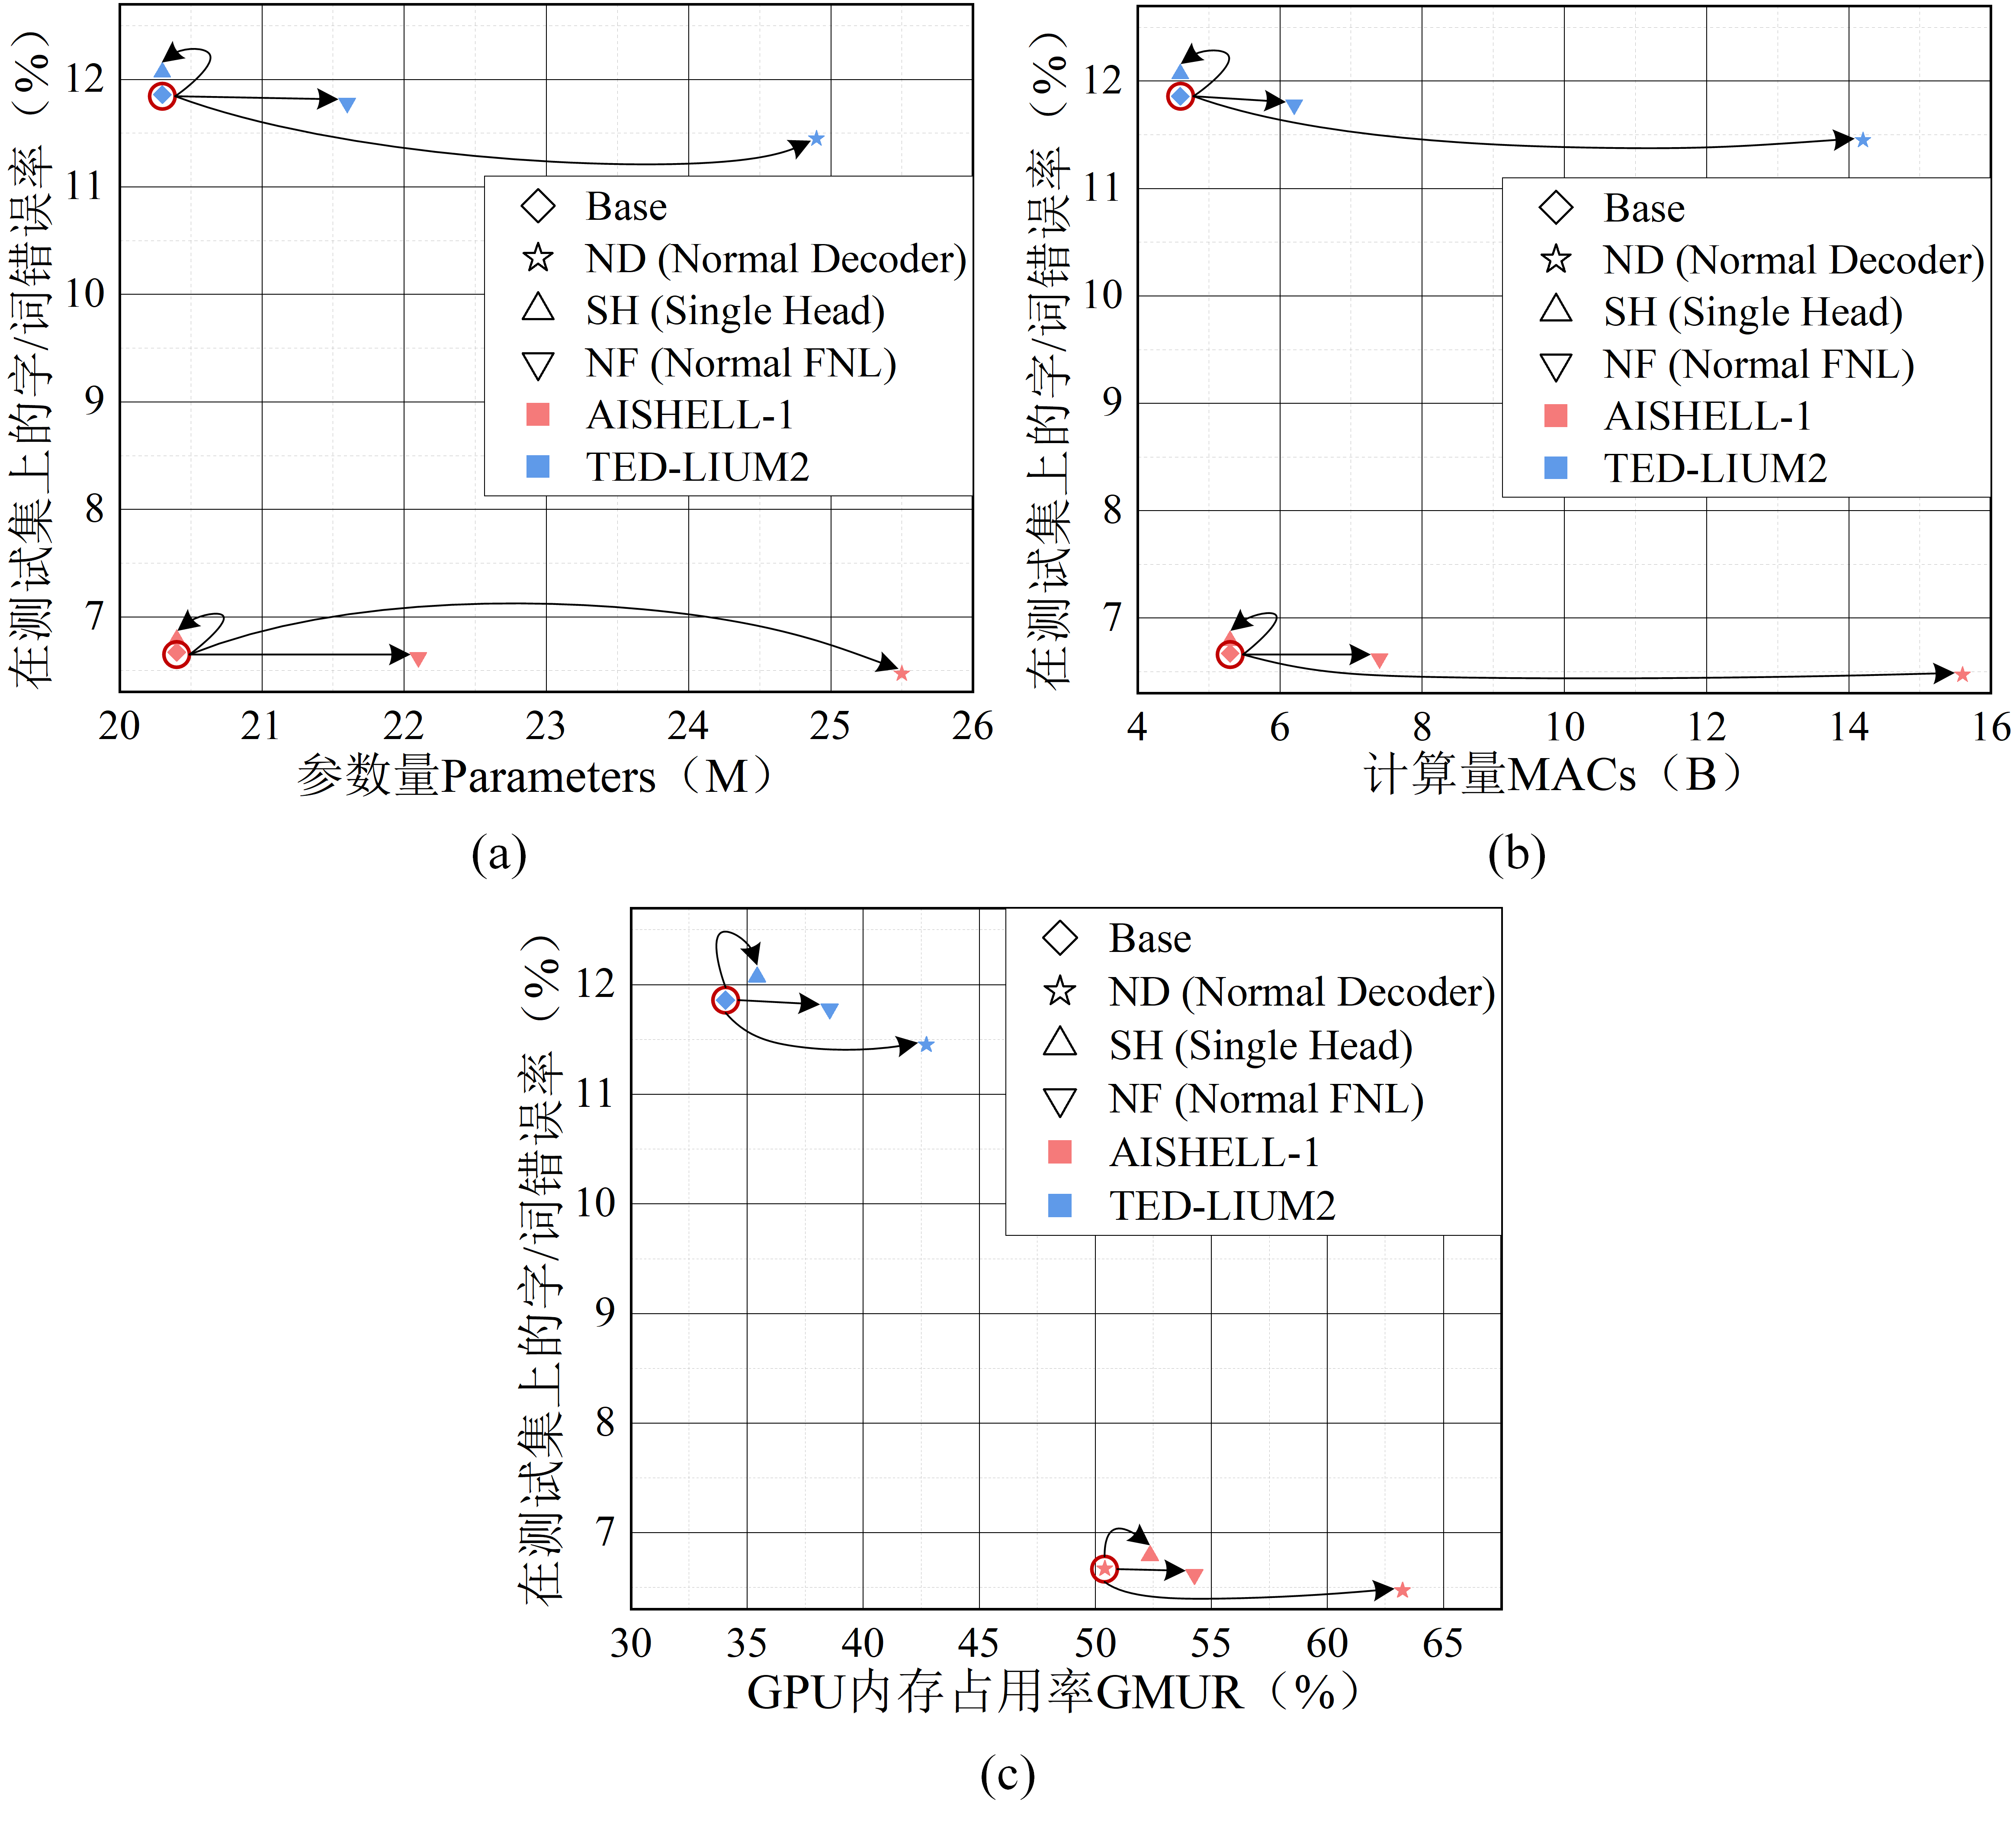 在测试集上的字/词错误率（%）
12
11
10
9
8
7
20 21 22 23 24 25 26
参数量Parameters（M）
Base
ND (Normal Decoder)
SH (Single Head)
NF (Normal FNL)
AISHELL-1
TED-LIUM2
(a)
在测试集上的字/词错误率（%）
12
11
10
9
8
7
4 6 8 10 12 14 16
计算量MACs（B）
Base
ND (Normal Decoder)
SH (Single Head)
NF (Normal FNL)
AISHELL-1
TED-LIUM2
(b)
在测试集上的字/词错误率（%）
12
11
10
9
8
7
30 35 40 45 50 55 60 65
GPU内存占用率GMUR（%）
Base
ND (Normal Decoder)
SH (Single Head)
NF (Normal FNL)
AISHELL-1
TED-LIUM2
(c)